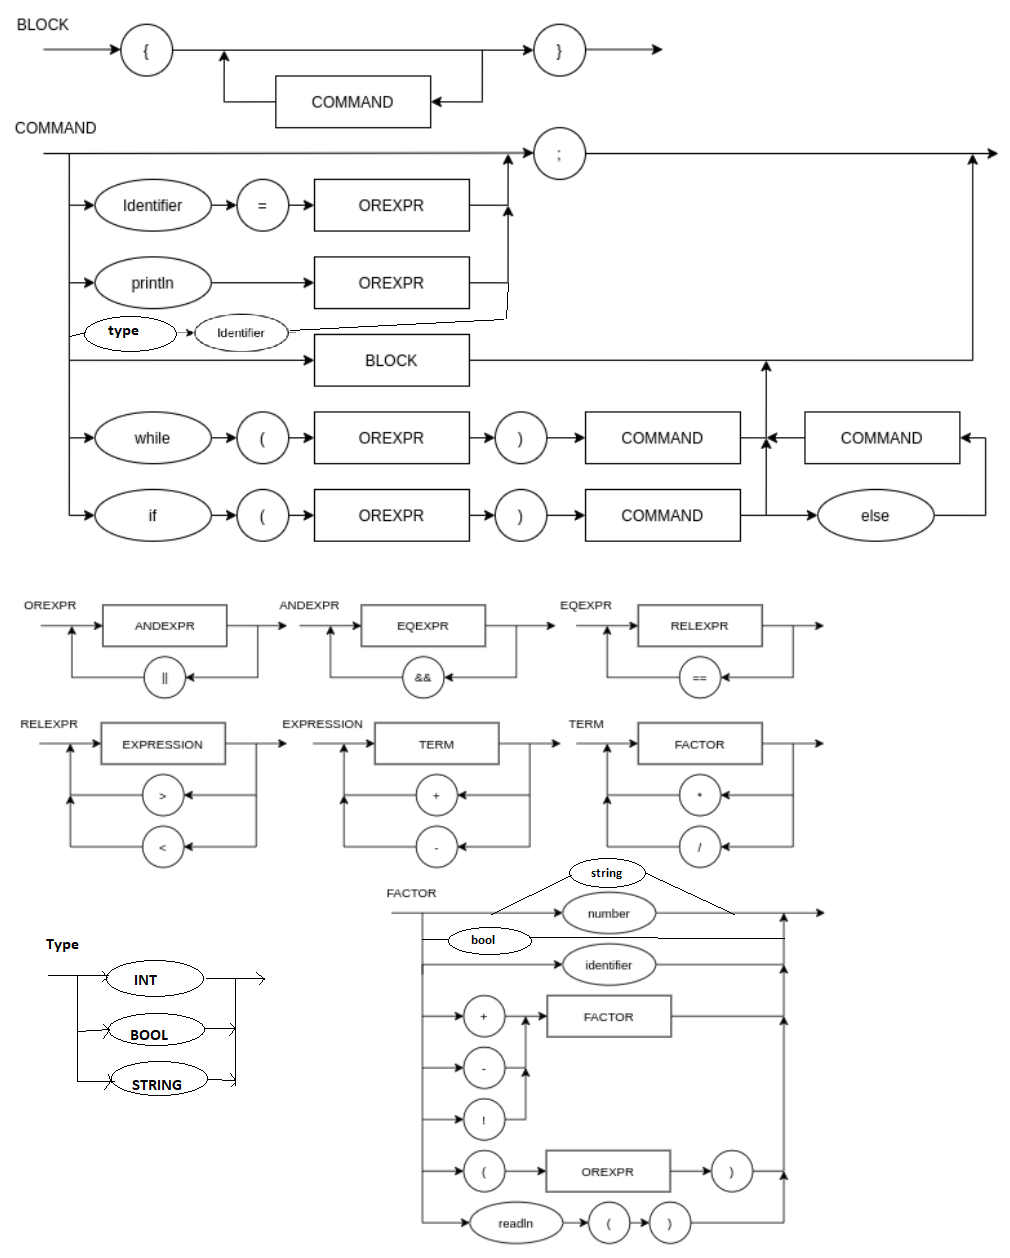 BLOCK
{ }
COMMAND
COMMAND
;
Identifier = OREXPR
println OREXPR
type Identifier
BLOCK
while ( OREXPR ) COMMAND COMMAND
if ( OREXPR ) COMMAND else
OREXPR ANDEXPR EQEXPR
ANDEXPR EQEXPR RELEXPR
|| && ==
RELEXPR EXPRESSION TERM
EXPRESSION TERM FACTOR
> + *
< - /
string
FACTOR
number
bool
identifier
Type
INT
BOOL
STRING
+ FACTOR
-
!
( OREXPR )
readln ( )